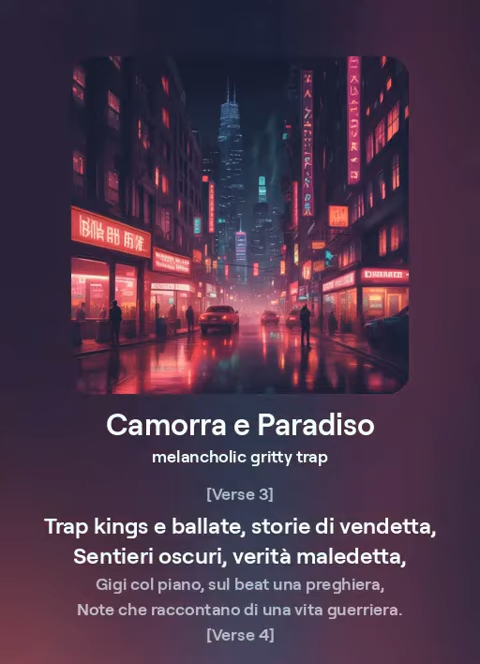 Camorra e Paradiso
melancholic gritty trap
[Verse 3]
Trap kings e ballate, storie di vendetta,
Sentieri oscuri, verità maledetta,
Gigi col piano, sul beat una preghiera,
Note che raccontano di una vita guerriera.
[Verse 4]